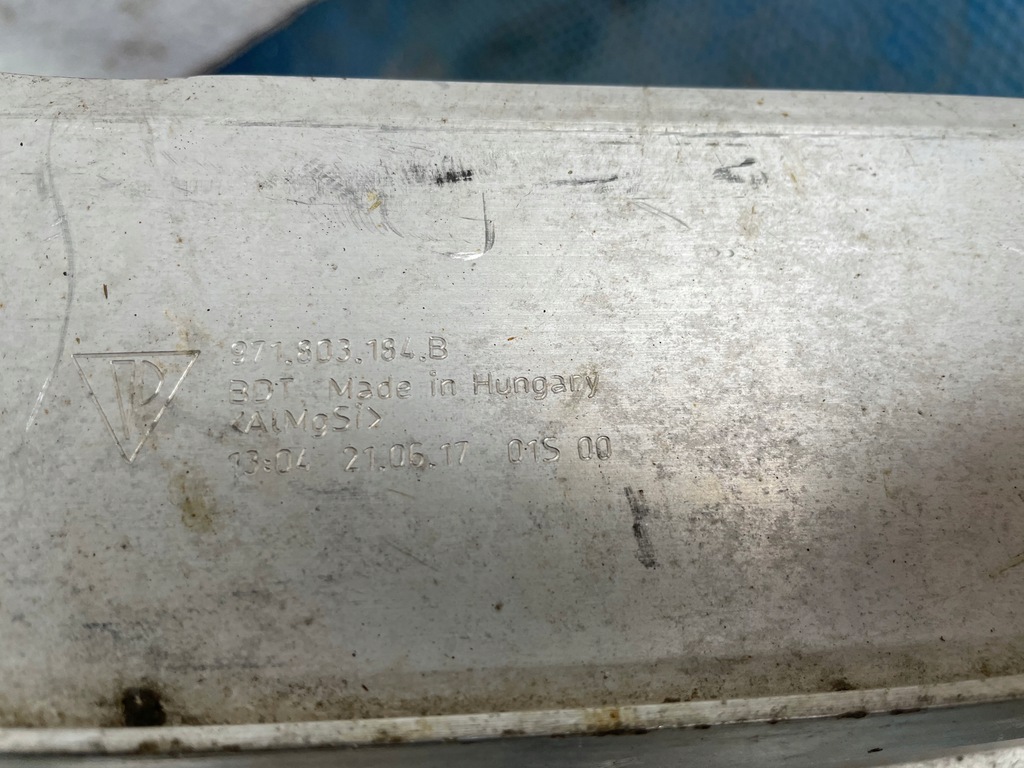 971.803.184.B
BDT Made in Hungary
<AlMgSi>
13:04 21.06.17 01S 00